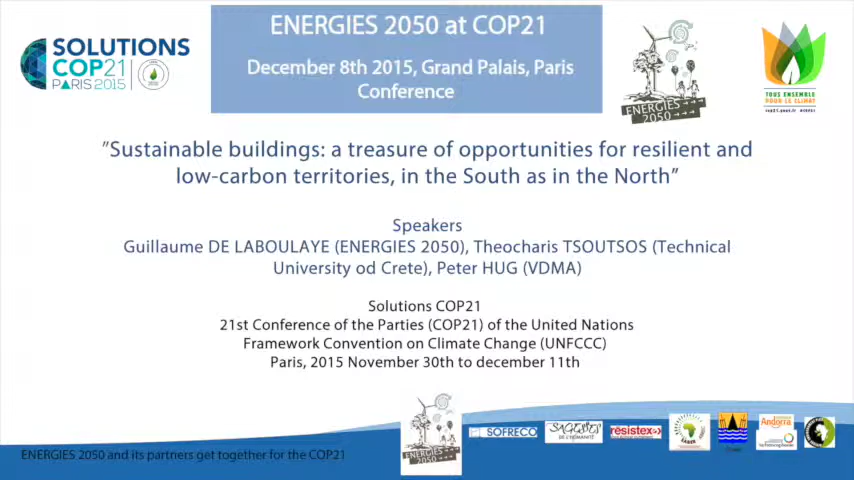 SOLUTIONS
COP21
PARIS 2015
ENERGIES 2050 at COP21
December 8th 2015, Grand Palais, Paris
Conference
ENERGIES
2050
TOUS ENSEMBLE
POUR LE CLIMAT
"Sustainable buildings: a treasure of opportunities for resilient and
low-carbon territories, in the South as in the North"
Speakers
Guillaume DE LABOULAYE (ENERGIES 2050), Theocharis TSOUTSOS (Technical
University od Crete), Peter HUG (VDMA)
Solutions COP21
21st Conference of the Parties (COP21) of the United Nations
Framework Convention on Climate Change (UNFCCC)
Paris, 2015 November 30th to december 11th
ENERGIES 2050 and its partners get together for the COP21
ENERGIES
2050
SOFRECO
résistex
Andorra